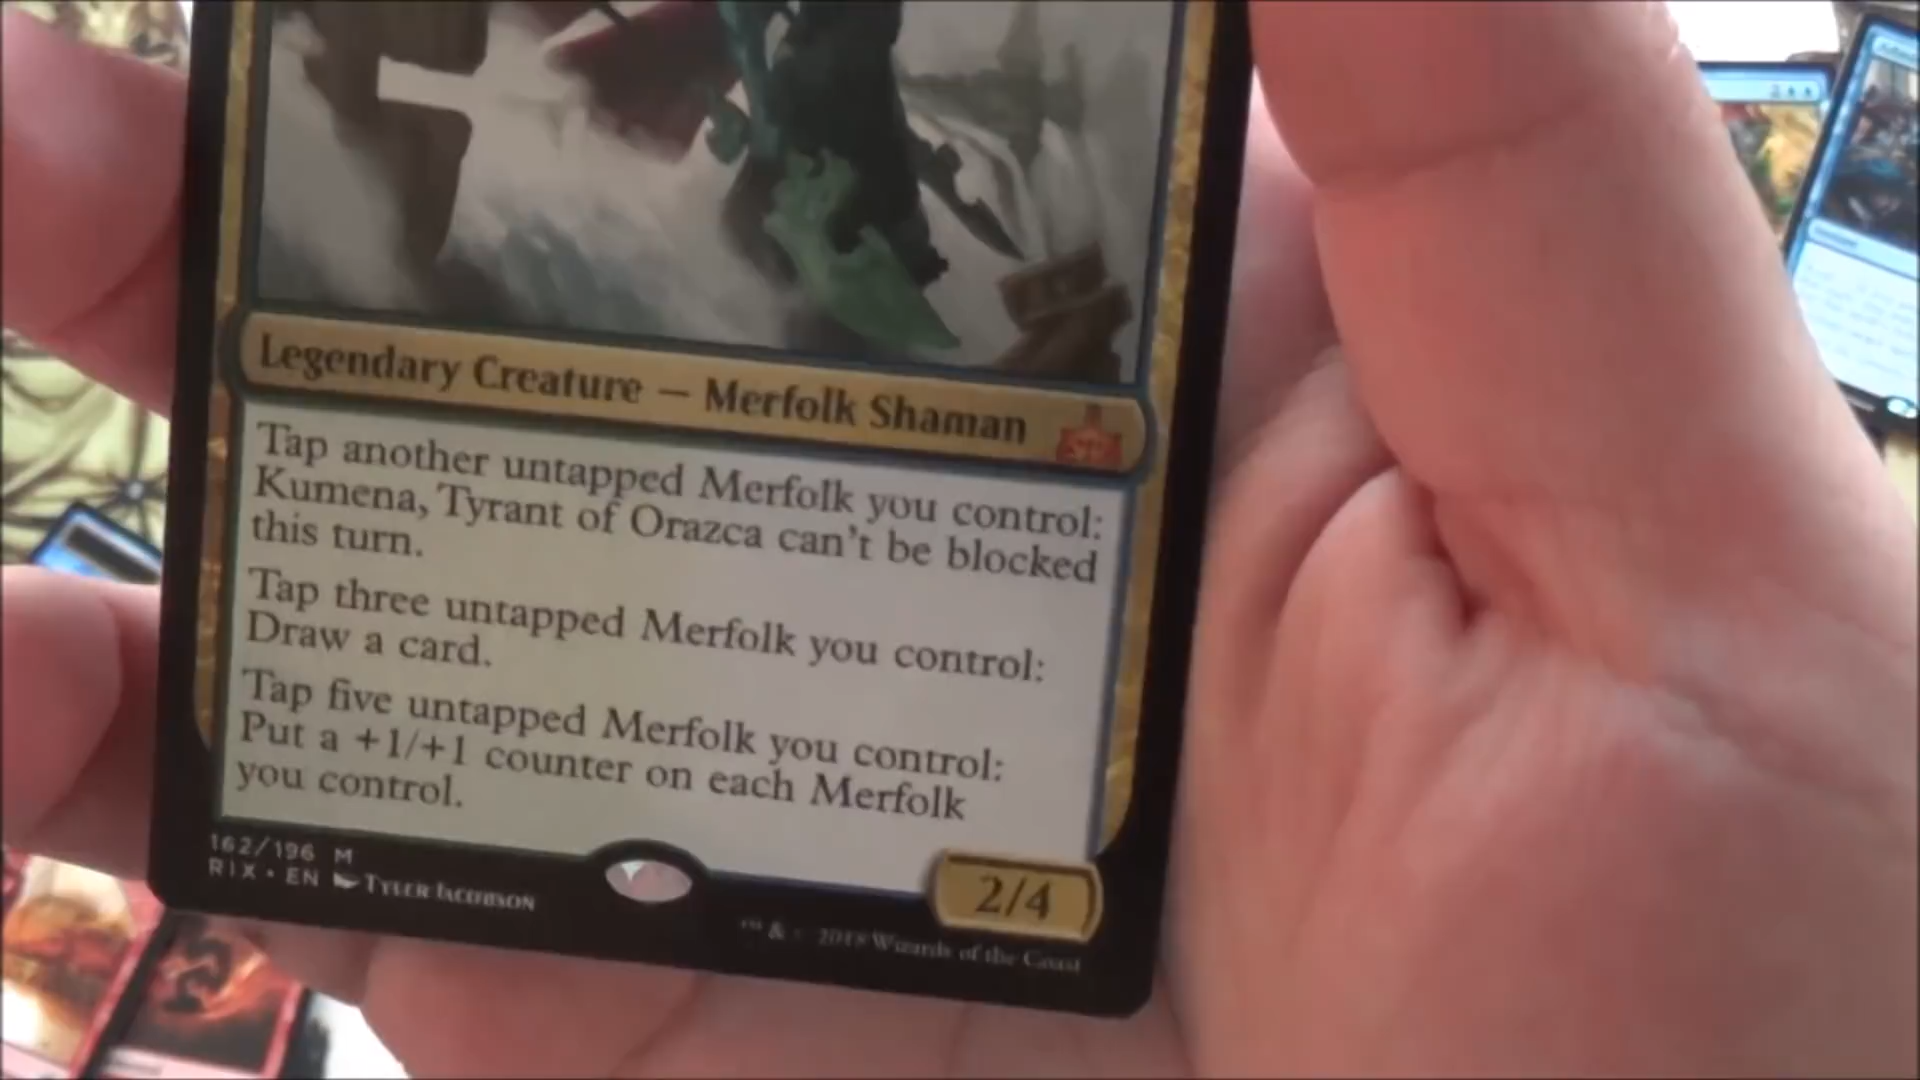 Legendary Creature — Merfolk Shaman
Tap another untapped Merfolk you control:
Kumena, Tyrant of Orazca can't be blocked
this turn.
Tap three untapped Merfolk you control:
Draw a card.
Tap five untapped Merfolk you control:
Put a +1/+1 counter on each Merfolk
you control.
2/4
162/196 M
RIX • EN Tyler Jacobson
™ & © 2018 Wizards of the Coast